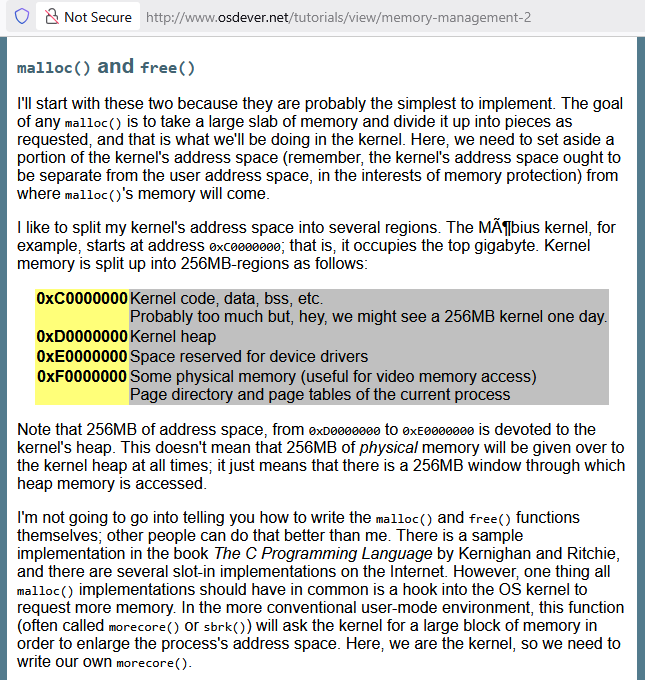 Not Secure http://www.osdever.net/tutorials/view/memory-management-2
malloc() and free()
I'll start with these two because they are probably the simplest to implement. The goal
of any malloc() is to take a large slab of memory and divide it up into pieces as
requested, and that is what we'll be doing in the kernel. Here, we need to set aside a
portion of the kernel's address space (remember, the kernel's address space ought to
be separate from the user address space, in the interests of memory protection) from
where malloc()'s memory will come.
I like to split my kernel's address space into several regions. The MÃ¶bius kernel, for
example, starts at address 0xC0000000; that is, it occupies the top gigabyte. Kernel
memory is split up into 256MB-regions as follows:
0xC0000000 Kernel code, data, bss, etc.
Probably too much but, hey, we might see a 256MB kernel one day.
0xD0000000 Kernel heap
0xE0000000 Space reserved for device drivers
0xF0000000 Some physical memory (useful for video memory access)
Page directory and page tables of the current process
Note that 256MB of address space, from 0xD0000000 to 0xE0000000 is devoted to the
kernel's heap. This doesn't mean that 256MB of physical memory will be given over to
the kernel heap at all times; it just means that there is a 256MB window through which
heap memory is accessed.
I'm not going to go into telling you how to write the malloc() and free() functions
themselves; other people can do that better than me. There is a sample
implementation in the book The C Programming Language by Kernighan and Ritchie,
and there are several slot-in implementations on the Internet. However, one thing all
malloc() implementations should have in common is a hook into the OS kernel to
request more memory. In the more conventional user-mode environment, this function
(often called morecore() or sbrk()) will ask the kernel for a large block of memory in
order to enlarge the process's address space. Here, we are the kernel, so we need to
write our own morecore().